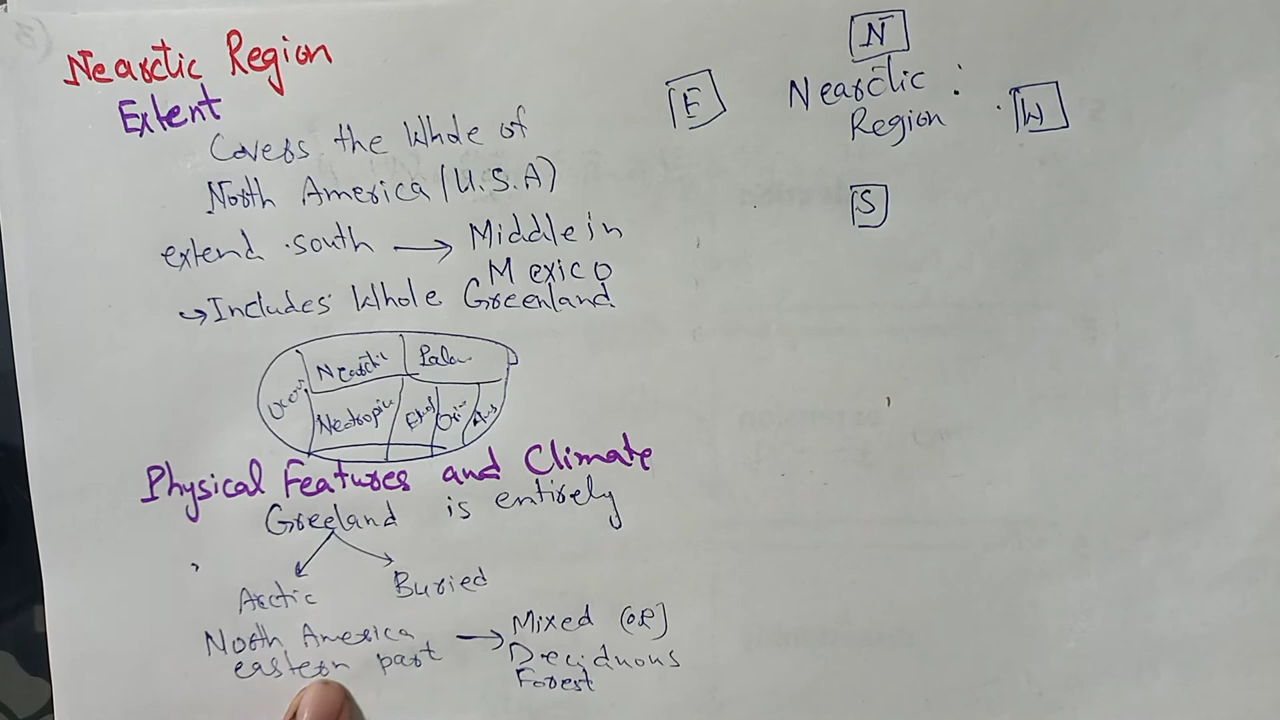 Nearctic Region
Extent
Covers the Whole of
North America (U.S.A)
extend south → Middle in
Mexico
→ Includes Whole Greenland
Nearctic
Neotropic
Physical Features and Climate
Greeland is entirely
Arctic Buried
North America → Mixed (OR)
eastern part Deciduous
Forest
N
E
Nearctic :
Region
W
S